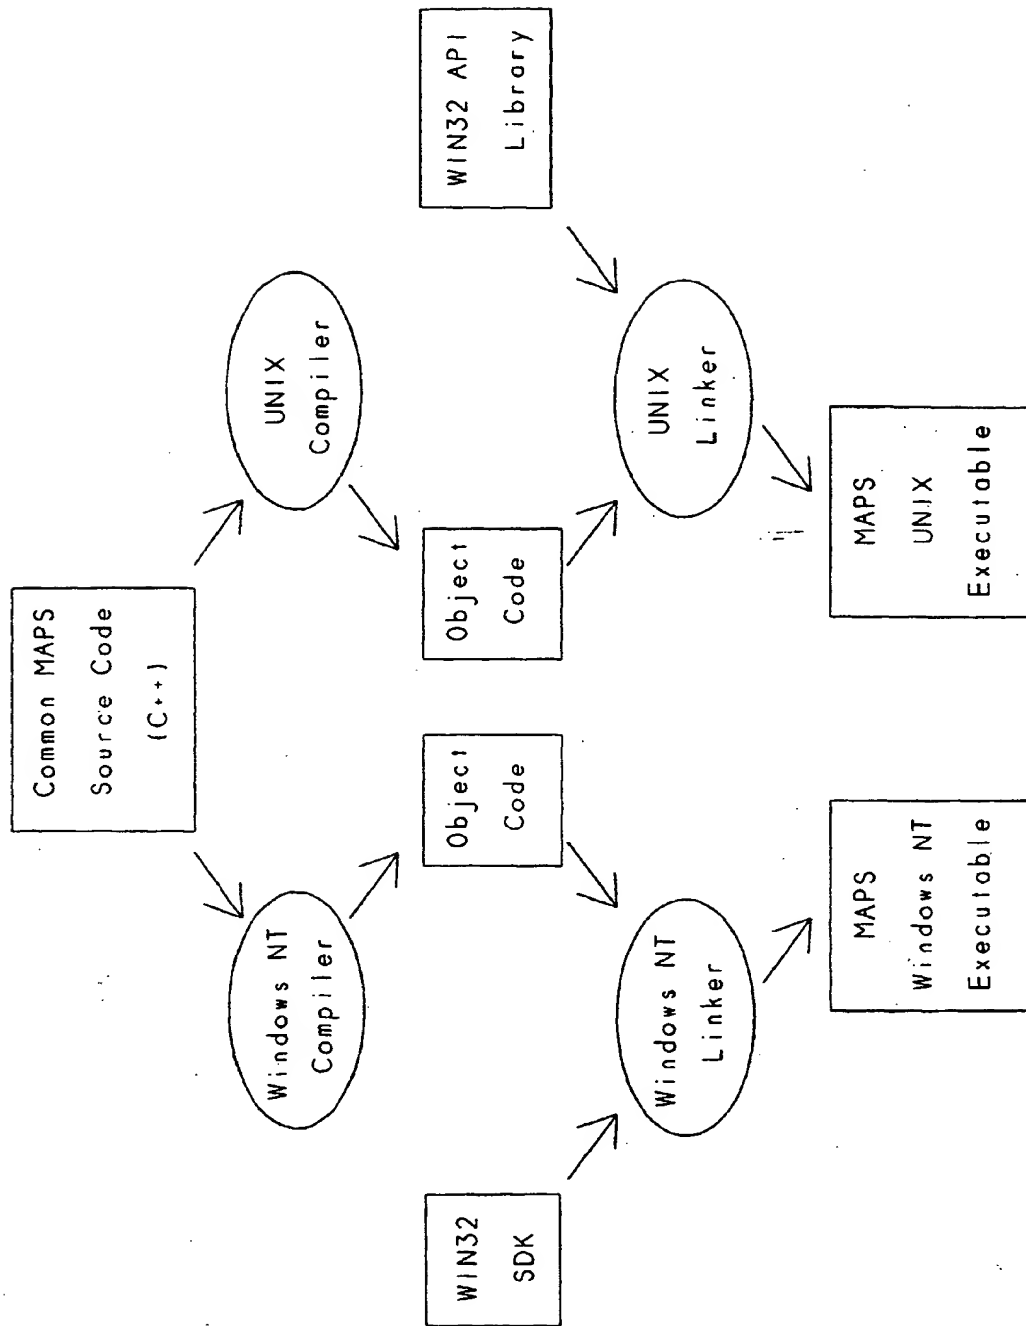 Common MAPS
Source Code
(C++)
Windows NT
Compiler
UNIX
Compiler
WIN32
SDK
Object
Code
Object
Code
WIN32 API
Library
Windows NT
Linker
UNIX
Linker
MAPS
Windows NT
Executable
MAPS
UNIX
Executable